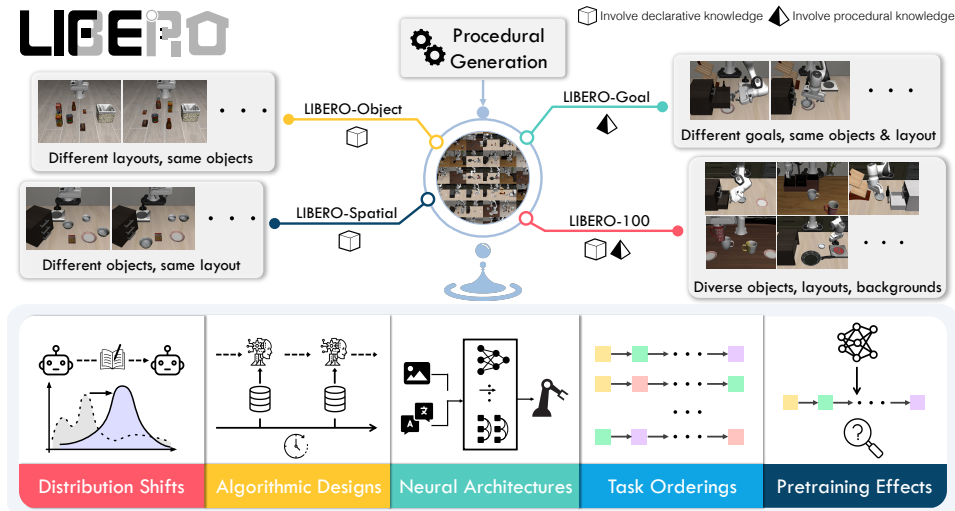 LIBERO
Involve declarative knowledge
Involve procedural knowledge
Procedural
Generation
LIBERO-Object
Different layouts, same objects
LIBERO-Goal
Different goals, same objects & layout
LIBERO-Spatial
Different objects, same layout
LIBERO-100
Diverse objects, layouts, backgrounds
A
文
?
Distribution Shifts
Algorithmic Designs
Neural Architectures
Task Orderings
Pretraining Effects